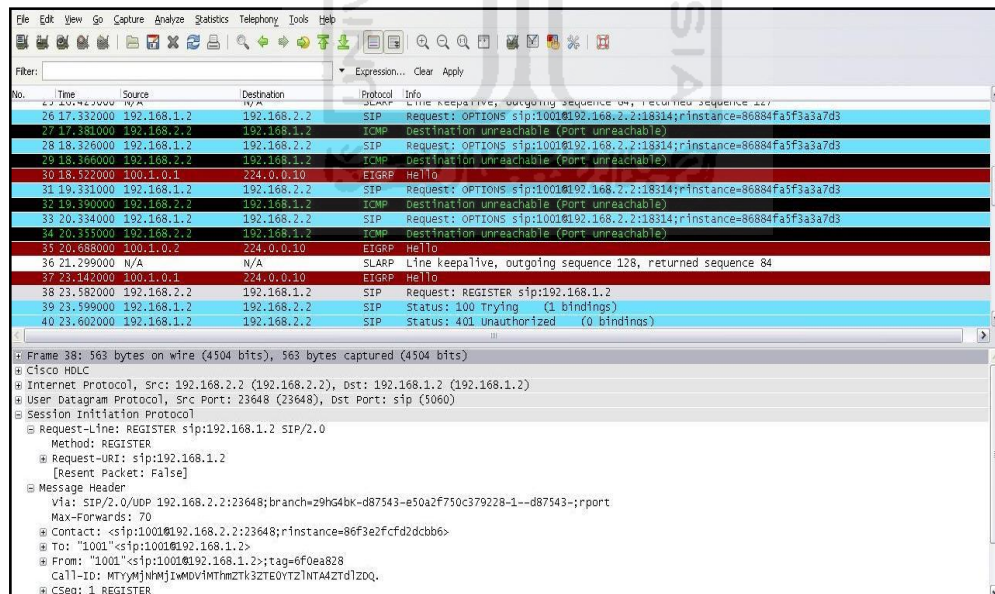 File Edit View Go Capture Analyze Statistics Telephony Tools Help
Filter: Expression... Clear Apply
No. Time Source Destination Protocol Info
25 16.425000 N/A N/A SLARP Line keepalive, outgoing sequence 84, returned sequence 127
26 17.332000 192.168.1.2 192.168.2.2 SIP Request: OPTIONS sip:1001@192.168.2.2:18314;rinstance=86884fa5f3a3a7d3
27 17.381000 192.168.2.2 192.168.1.2 ICMP Destination unreachable (Port unreachable)
28 18.326000 192.168.1.2 192.168.2.2 SIP Request: OPTIONS sip:1001@192.168.2.2:18314;rinstance=86884fa5f3a3a7d3
29 18.366000 192.168.2.2 192.168.1.2 ICMP Destination unreachable (Port unreachable)
30 18.522000 100.1.0.1 224.0.0.10 EIGRP Hello
31 19.331000 192.168.1.2 192.168.2.2 SIP Request: OPTIONS sip:1001@192.168.2.2:18314;rinstance=86884fa5f3a3a7d3
32 19.390000 192.168.2.2 192.168.1.2 ICMP Destination unreachable (Port unreachable)
33 20.334000 192.168.1.2 192.168.2.2 SIP Request: OPTIONS sip:1001@192.168.2.2:18314;rinstance=86884fa5f3a3a7d3
34 20.355000 192.168.2.2 192.168.1.2 ICMP Destination unreachable (Port unreachable)
35 20.688000 100.1.0.2 224.0.0.10 EIGRP Hello
36 21.299000 N/A N/A SLARP Line keepalive, outgoing sequence 128, returned sequence 84
37 23.142000 100.1.0.1 224.0.0.10 EIGRP Hello
38 23.582000 192.168.2.2 192.168.1.2 SIP Request: REGISTER sip:192.168.1.2
39 23.599000 192.168.1.2 192.168.2.2 SIP Status: 100 Trying (1 bindings)
40 23.602000 192.168.1.2 192.168.2.2 SIP Status: 401 Unauthorized (0 bindings)
Frame 38: 563 bytes on wire (4504 bits), 563 bytes captured (4504 bits)
Cisco HDLC
Internet Protocol, Src: 192.168.2.2 (192.168.2.2), Dst: 192.168.1.2 (192.168.1.2)
User Datagram Protocol, Src Port: 23648 (23648), Dst Port: sip (5060)
Session Initiation Protocol
Request-Line: REGISTER sip:192.168.1.2 SIP/2.0
Method: REGISTER
Request-URI: sip:192.168.1.2
[Resent Packet: False]
Message Header
Via: SIP/2.0/UDP 192.168.2.2:23648;branch=z9hG4bK-d87543-e50a2f750c379228-1--d87543-;rport
Max-Forwards: 70
Contact: <sip:1001@192.168.2.2:23648;rinstance=86f3e2fcfd2dcbb6>
To: "1001"<sip:1001@192.168.1.2>
From: "1001"<sip:1001@192.168.1.2>;tag=6f0ea828
Call-ID: MTYyMjNhMjIwMDViMThmZTk3ZTE0YTZlNTA4ZTdlZDQ.
CSeq: 1 REGISTER